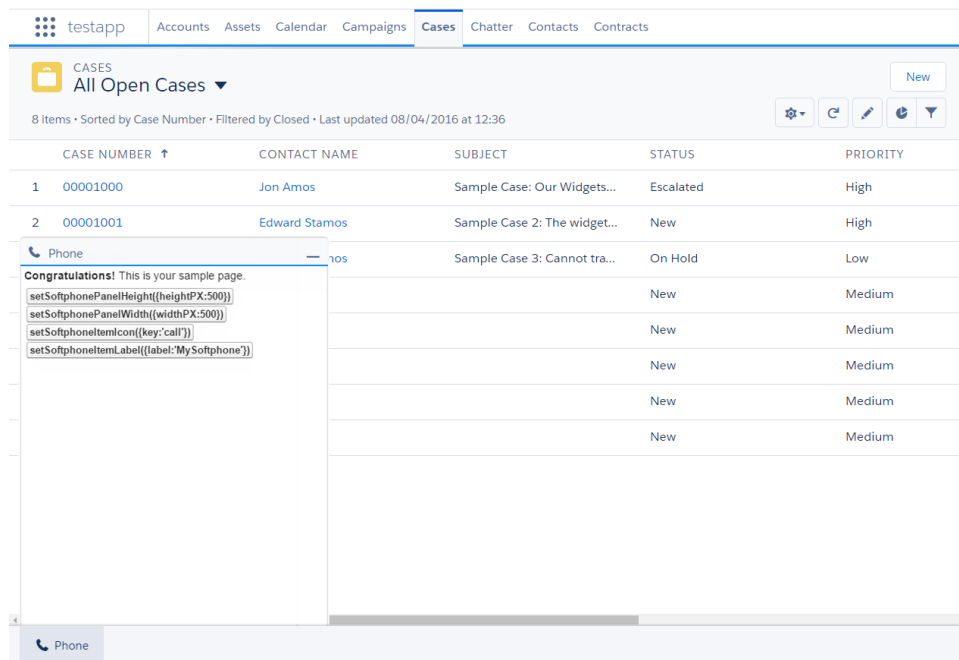 testapp Accounts Assets Calendar Campaigns Cases Chatter Contacts Contracts
CASES
All Open Cases
New
8 items • Sorted by Case Number • Filtered by Closed • Last updated 08/04/2016 at 12:36
CASE NUMBER CONTACT NAME SUBJECT STATUS PRIORITY
1 00001000 Jon Amos Sample Case: Our Widgets... Escalated High
2 00001001 Edward Stamos Sample Case 2: The widget... New High
Phone
nos Sample Case 3: Cannot tra... On Hold Low
Congratulations! This is your sample page.
setSoftphonePanelHeight({heightPX:500})
New Medium
setSoftphonePanelWidth({widthPX:500})
setSoftphoneItemIcon({key:'call'})
New Medium
setSoftphoneItemLabel({label:'MySoftphone'})
New Medium
New Medium
New Medium
Phone